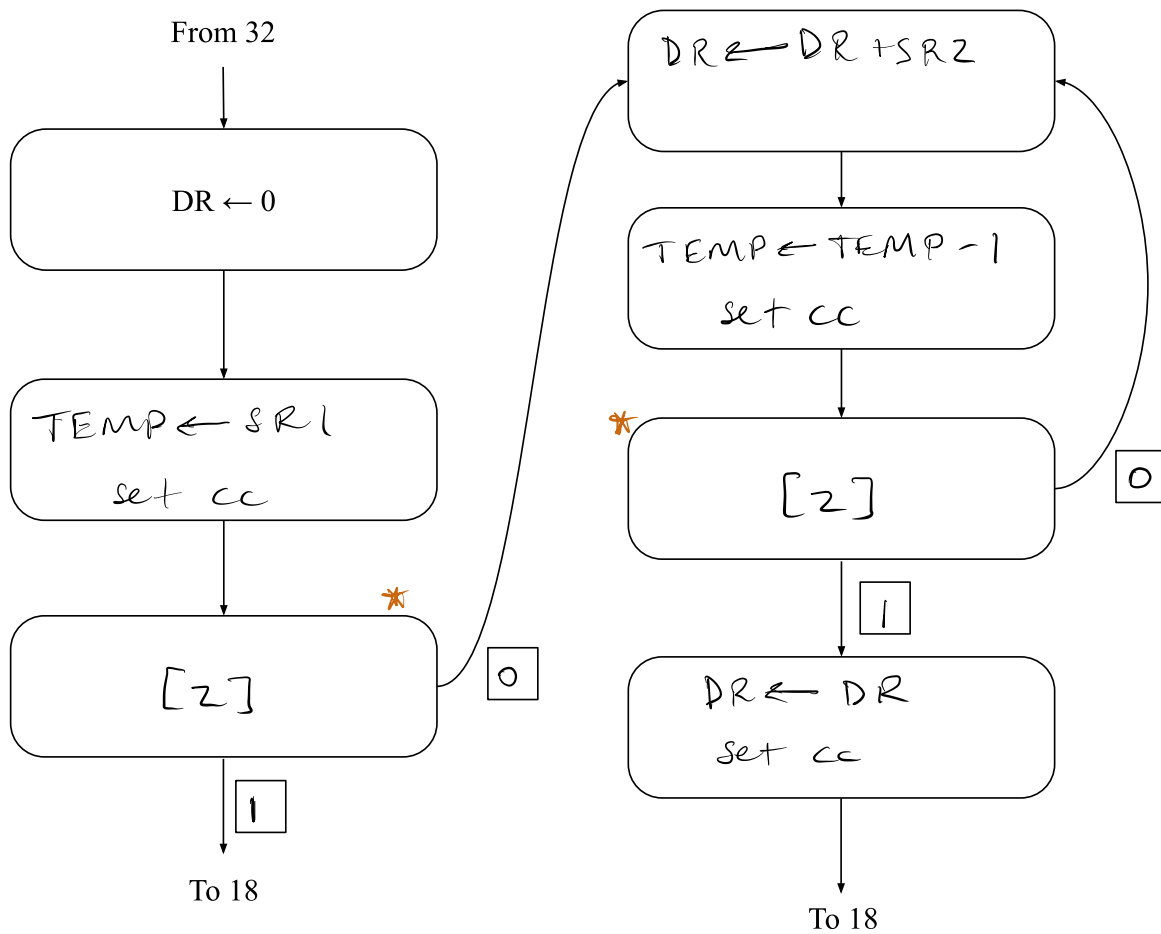 From 32
DR ← 0
TEMP ← SR1
set cc
*
[z]
0
1
To 18
DR ← DR + SR2
TEMP ← TEMP - 1
set cc
*
[z]
0
1
DR ← DR
set cc
To 18